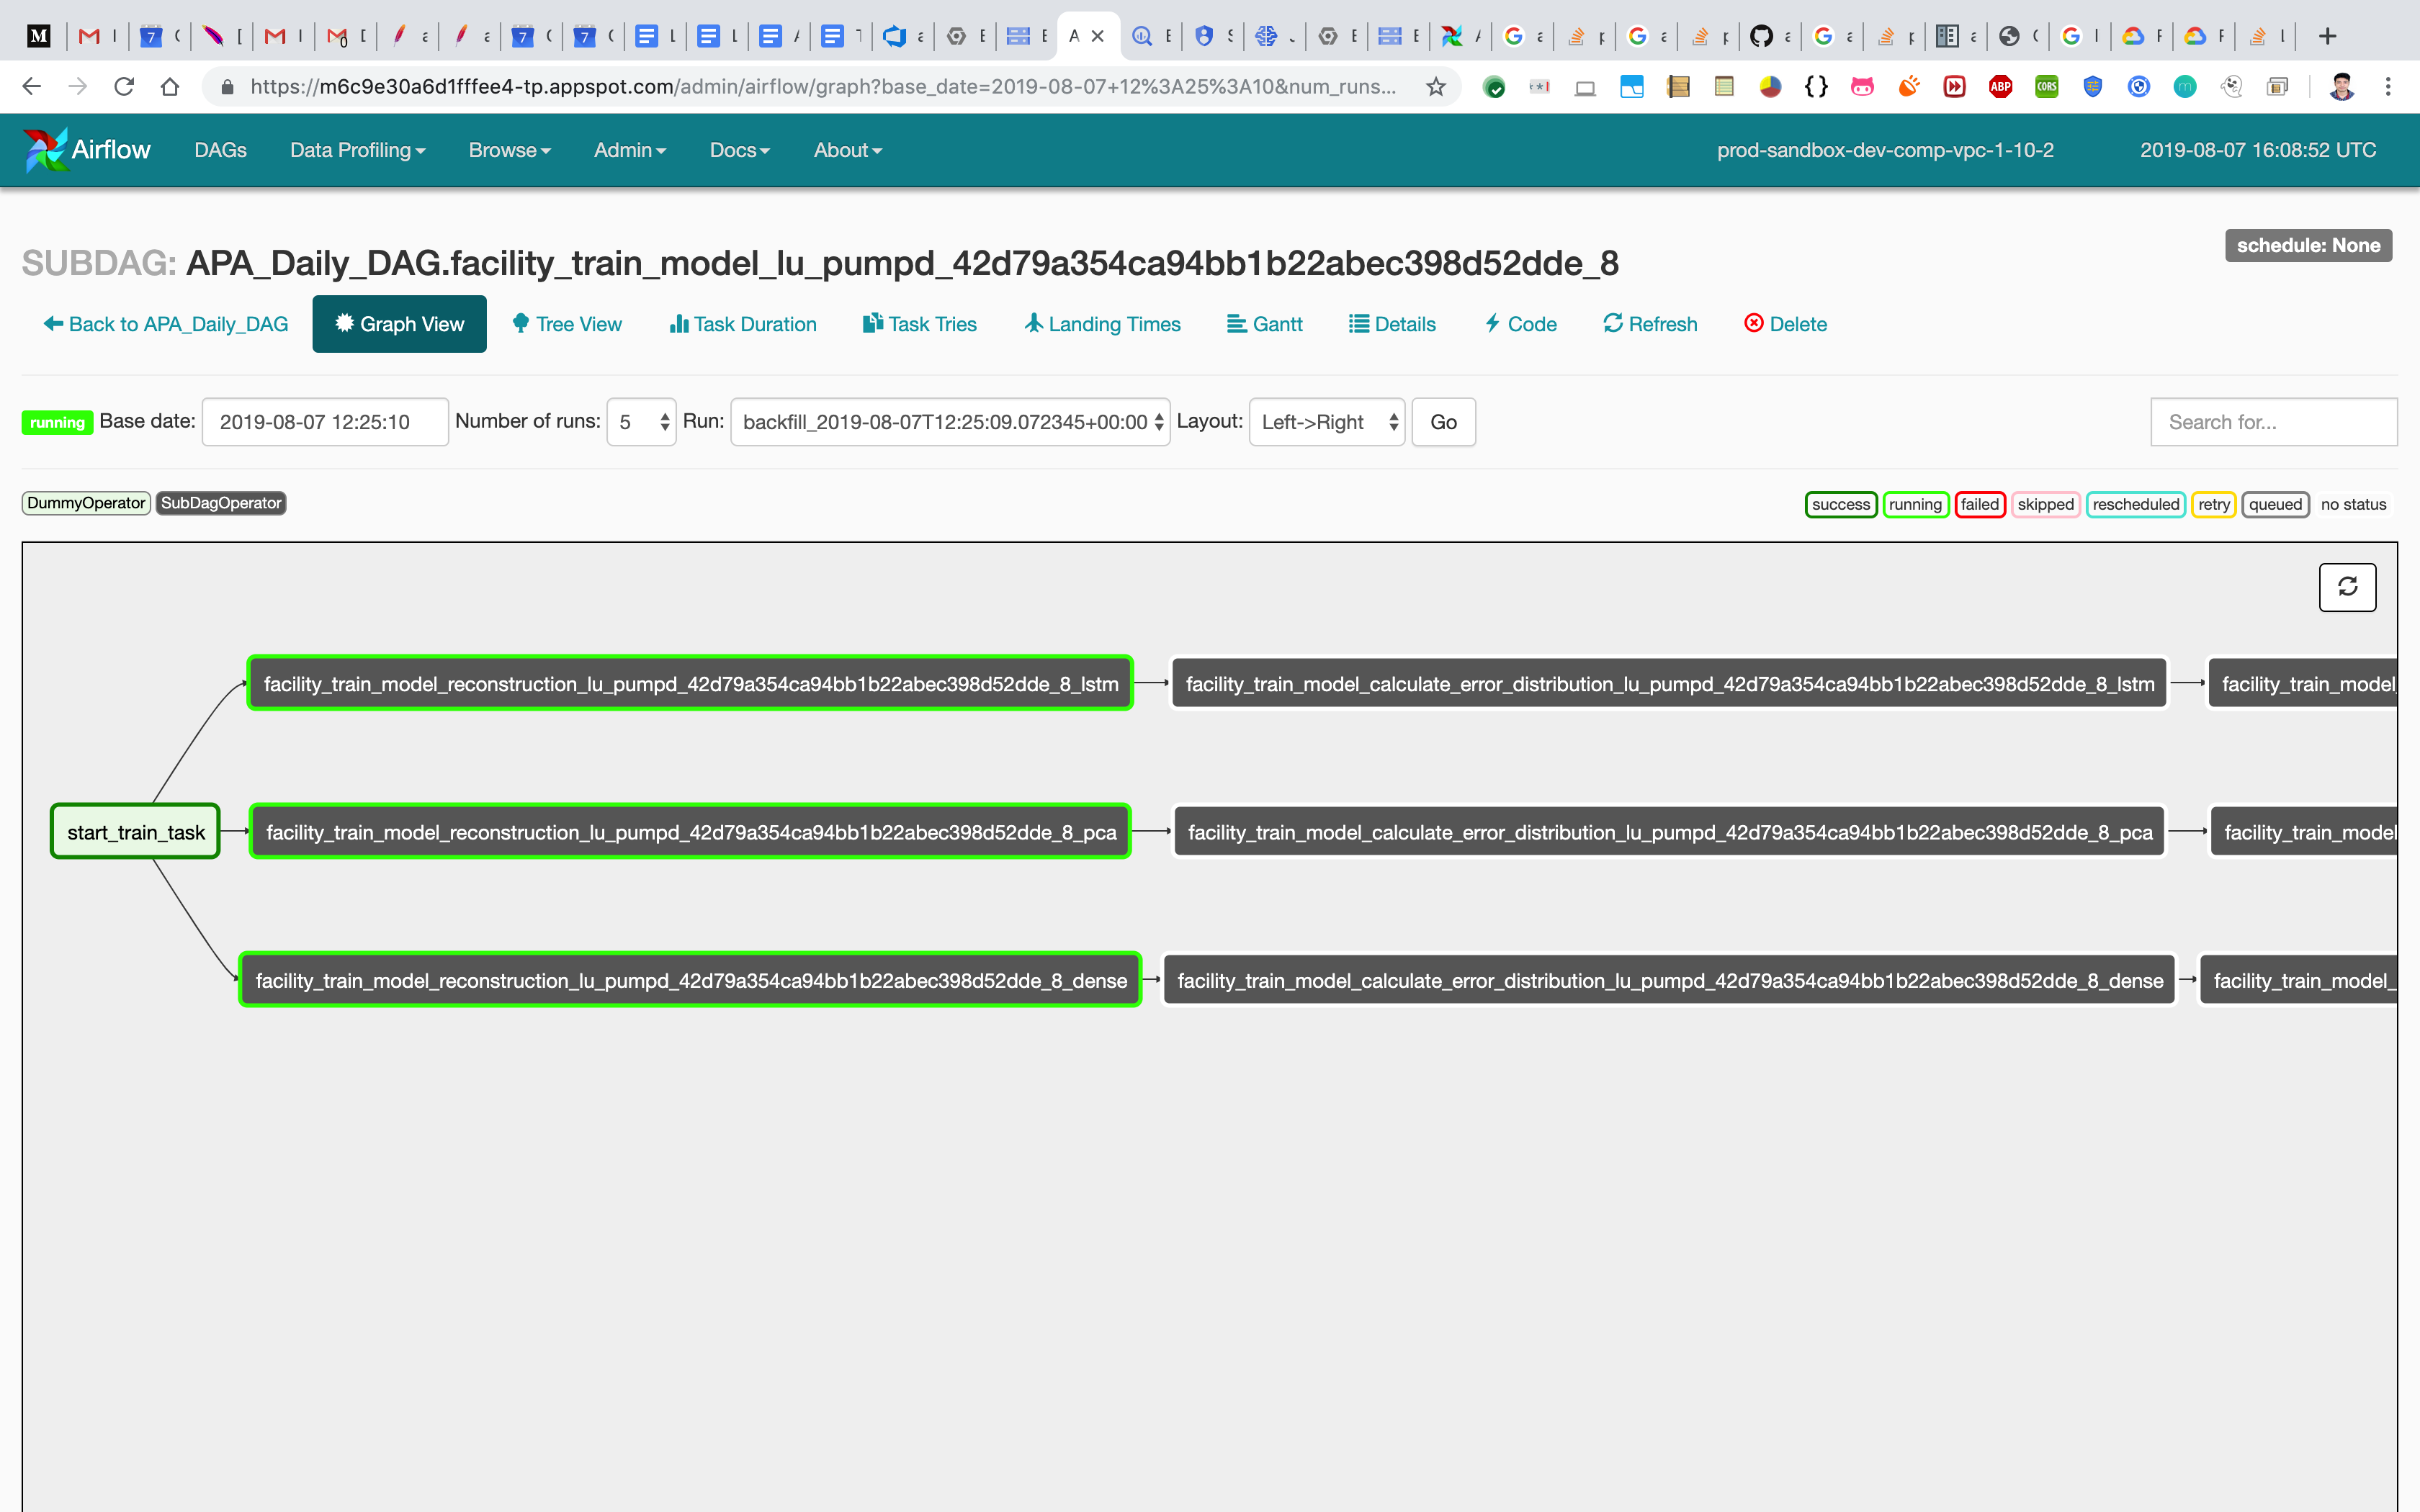 https://m6c9e30a6d1fffee4-tp.appspot.com/admin/airflow/graph?base_date=2019-08-07+12%3A25%3A10&num_runs...
Airflow DAGs Data Profiling Browse Admin Docs About prod-sandbox-dev-comp-vpc-1-10-2 2019-08-07 16:08:52 UTC
schedule: None
SUBDAG: APA_Daily_DAG.facility_train_model_lu_pumpd_42d79a354ca94bb1b22abec398d52dde_8
Back to APA_Daily_DAG Graph View Tree View Task Duration Task Tries Landing Times Gantt Details Code Refresh Delete
running Base date: 2019-08-07 12:25:10 Number of runs: 5 Run: backfill_2019-08-07T12:25:09.072345+00:00 Layout: Left->Right Go Search for...
DummyOperator SubDagOperator success running failed skipped rescheduled retry queued no status
facility_train_model_reconstruction_lu_pumpd_42d79a354ca94bb1b22abec398d52dde_8_lstm facility_train_model_calculate_error_distribution_lu_pumpd_42d79a354ca94bb1b22abec398d52dde_8_lstm facility_train_model
start_train_task facility_train_model_reconstruction_lu_pumpd_42d79a354ca94bb1b22abec398d52dde_8_pca facility_train_model_calculate_error_distribution_lu_pumpd_42d79a354ca94bb1b22abec398d52dde_8_pca facility_train_model
facility_train_model_reconstruction_lu_pumpd_42d79a354ca94bb1b22abec398d52dde_8_dense facility_train_model_calculate_error_distribution_lu_pumpd_42d79a354ca94bb1b22abec398d52dde_8_dense facility_train_model_